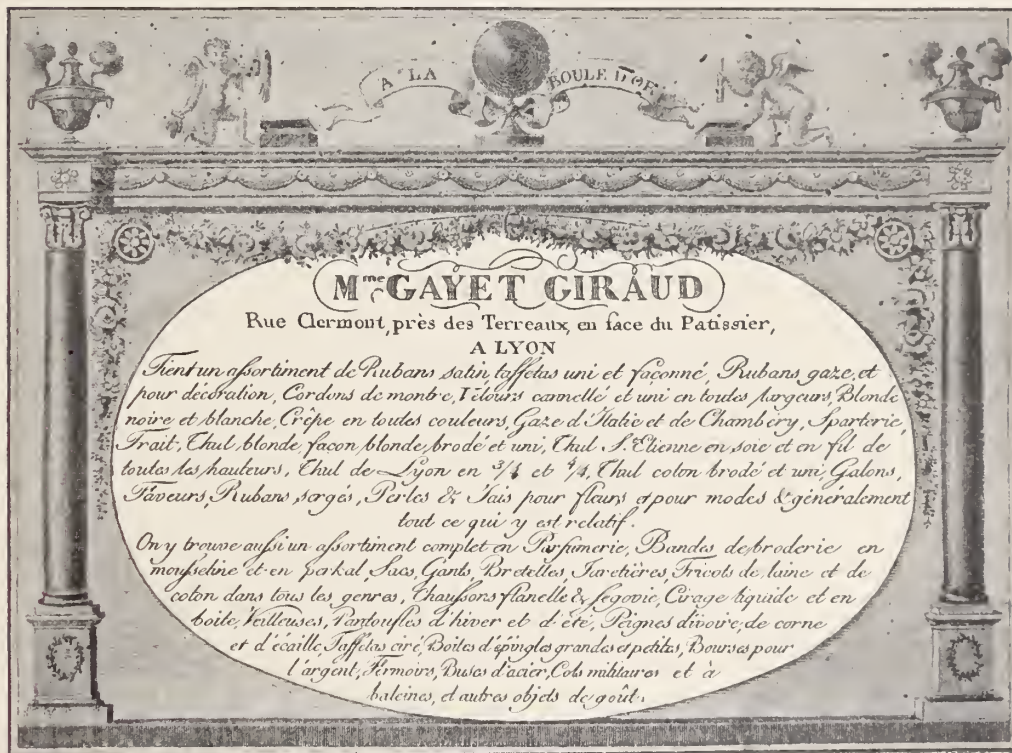 A LA BOULE D'OR
Mme GAYET GIRAUD
Rue Clermont, près des Terreaux, en face du Patissier,
A LYON
Tient un assortiment de Rubans satin, taffetas uni et façonné, Rubans gaze, et
pour décoration, Cordons de montre, Vélours cannellé et uni en toutes largeurs, Blonde
noire et blanche, Crêpe en toutes couleurs, Gaze d'Italie et de Chambéry, Sparterie,
Trait, Thul blonde, façon blonde brodé et uni, Thul St. Etienne en soie et en fil de
toutes les hauteurs, Thul de Lyon en 3/4 et 4/4, Thul coton brodé et uni, Galons,
Faveurs, Rubans sergés, Perles & Jais pour fleurs et pour modes & généralement
tout ce qui y est relatif.
On y trouve aussi un assortiment complet en Parfumerie, Bandes de broderie en
mousseline et en perkal, Sacs, Gants, Bretelles, Jaretières, Tricots de laine et de
coton dans tous les genres, Chaussons flanelle & ségovie, Cirage liquide et en
boite, Veilleuses, Pantoufles d'hiver et d'été, Peignes d'ivoire, de corne
et d'écaille, Taffetas ciré, Boites d'épingles grandes et petites, Bourses pour
l'argent, Fermoirs, Buscs d'acier, Cols militaires et à
baleines, et autres objets de goût.